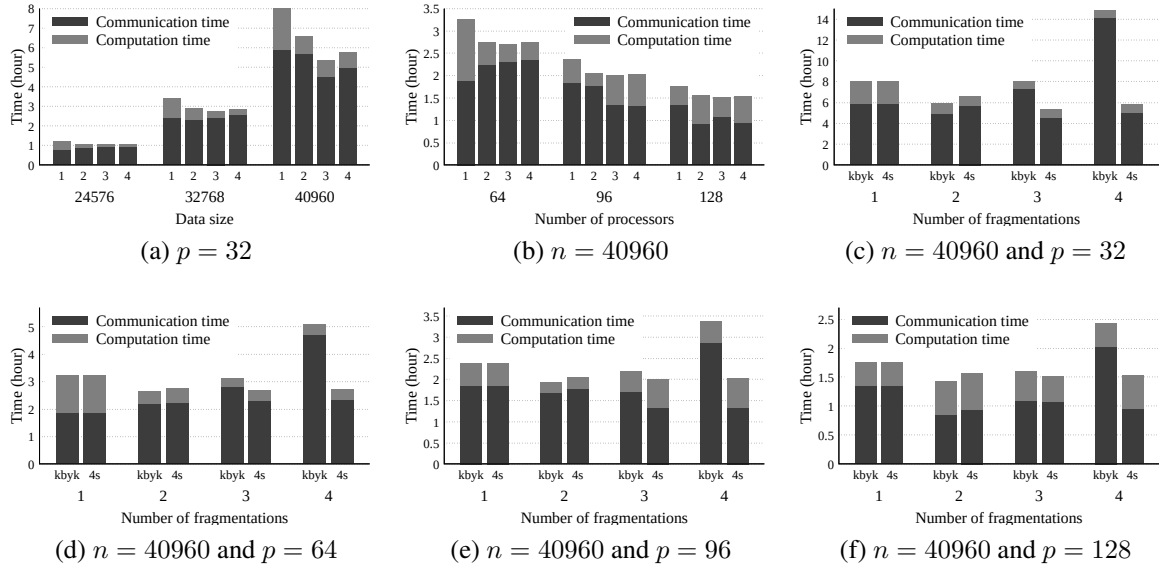 8
7
6
5
4
3
2
1
0
Time (hour)
Communication time
Computation time
1 2 3 4 1 2 3 4 1 2 3 4
24576 32768 40960
Data size
(a) p = 32
3.5
3
2.5
2
1.5
1
0.5
0
Time (hour)
Communication time
Computation time
1 2 3 4 1 2 3 4 1 2 3 4
64 96 128
Number of processors
(b) n = 40960
14
12
10
8
6
4
2
0
Time (hour)
Communication time
Computation time
kbyk 4s kbyk 4s kbyk 4s kbyk 4s
1 2 3 4
Number of fragmentations
(c) n = 40960 and p = 32
5
4
3
2
1
0
Time (hour)
Communication time
Computation time
kbyk 4s kbyk 4s kbyk 4s kbyk 4s
1 2 3 4
Number of fragmentations
(d) n = 40960 and p = 64
3.5
3
2.5
2
1.5
1
0.5
0
Time (hour)
Communication time
Computation time
kbyk 4s kbyk 4s kbyk 4s kbyk 4s
1 2 3 4
Number of fragmentations
(e) n = 40960 and p = 96
2.5
2
1.5
1
0.5
0
Time (hour)
Communication time
Computation time
kbyk 4s kbyk 4s kbyk 4s kbyk 4s
1 2 3 4
Number of fragmentations
(f) n = 40960 and p = 128